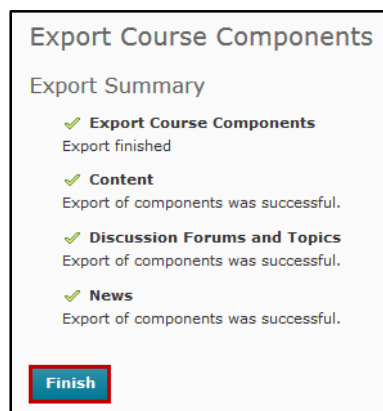 Export Course Components
Export Summary
Export Course Components
Export finished
Content
Export of components was successful.
Discussion Forums and Topics
Export of components was successful.
News
Export of components was successful.
Finish